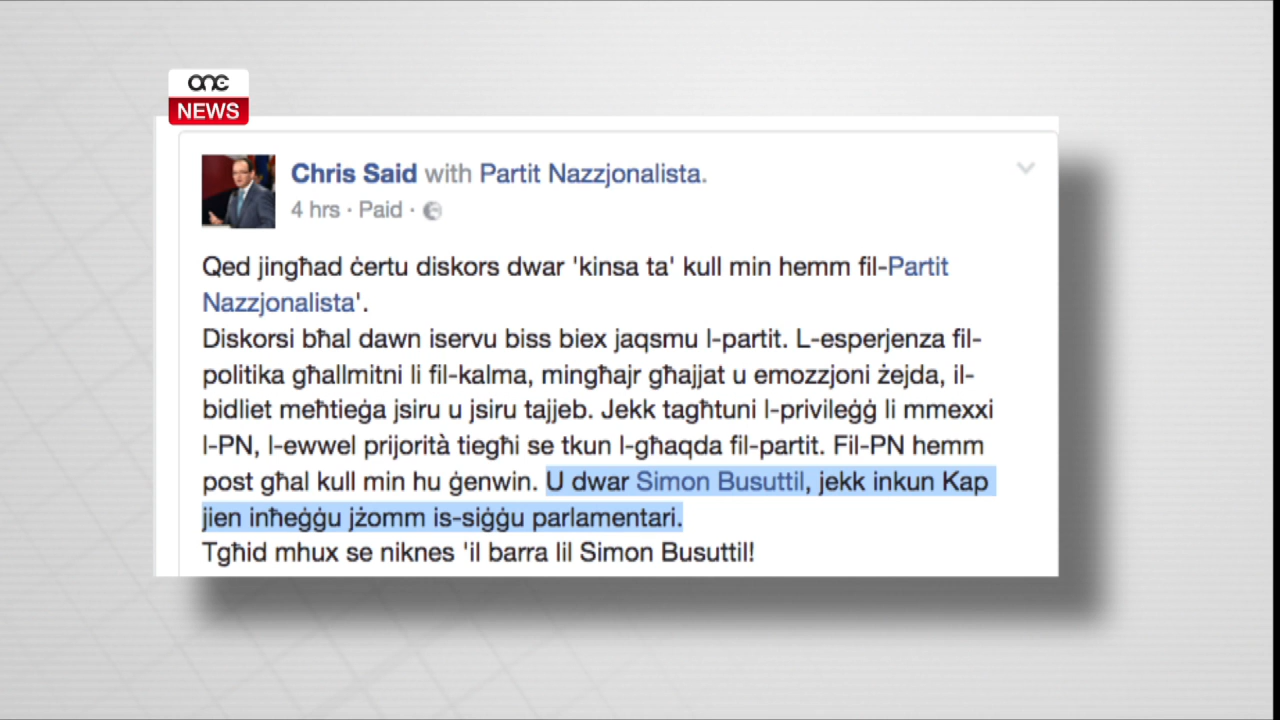 one
NEWS
Chris Said with Partit Nazzjonalista.
4 hrs · Paid ·
Qed jingħad ċertu diskors dwar 'kinsa ta' kull min hemm fil-Partit
Nazzjonalista'.
Diskorsi bħal dawn iservu biss biex jaqsmu l-partit. L-esperjenza fil-
politika għallmitni li fil-kalma, mingħajr għajjat u emozzjoni żejda, il-
bidliet meħtieġa jsiru u jsiru tajjeb. Jekk tagħtuni l-privileġġ li mmexxi
l-PN, l-ewwel prijorità tiegħi se tkun l-għaqda fil-partit. Fil-PN hemm
post għal kull min hu ġenwin. U dwar Simon Busuttil, jekk inkun Kap
jien inħeġġu jżomm is-siġġu parlamentari.
Tgħid mhux se niknes 'il barra lil Simon Busuttil!